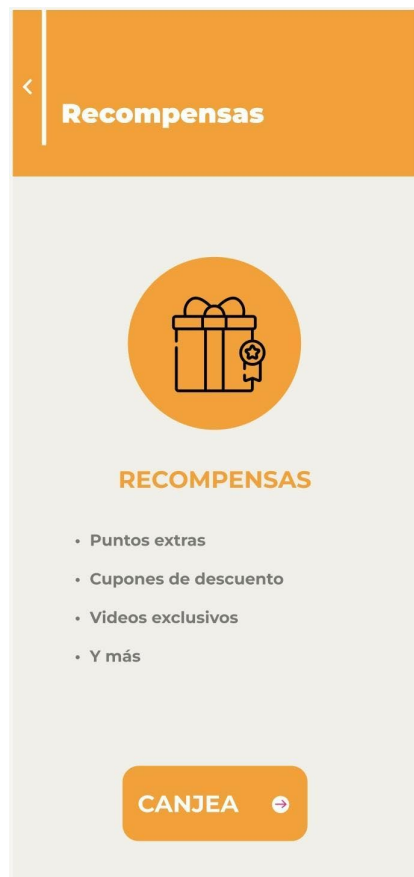 Recompensas
RECOMPENSAS
• Puntos extras
• Cupones de descuento
• Videos exclusivos
• Y más
CANJEA